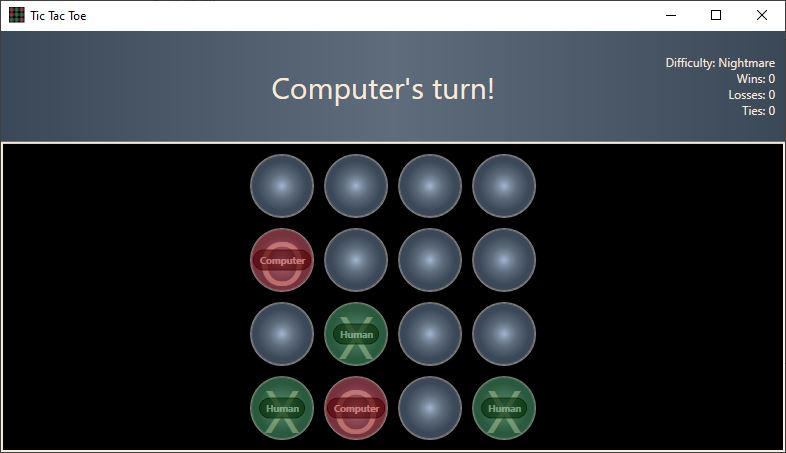 Tic Tac Toe
Computer's turn!
Difficulty: Nightmare
Wins: 0
Losses: 0
Ties: 0
O Computer
X Human
X Human
O Computer
X Human